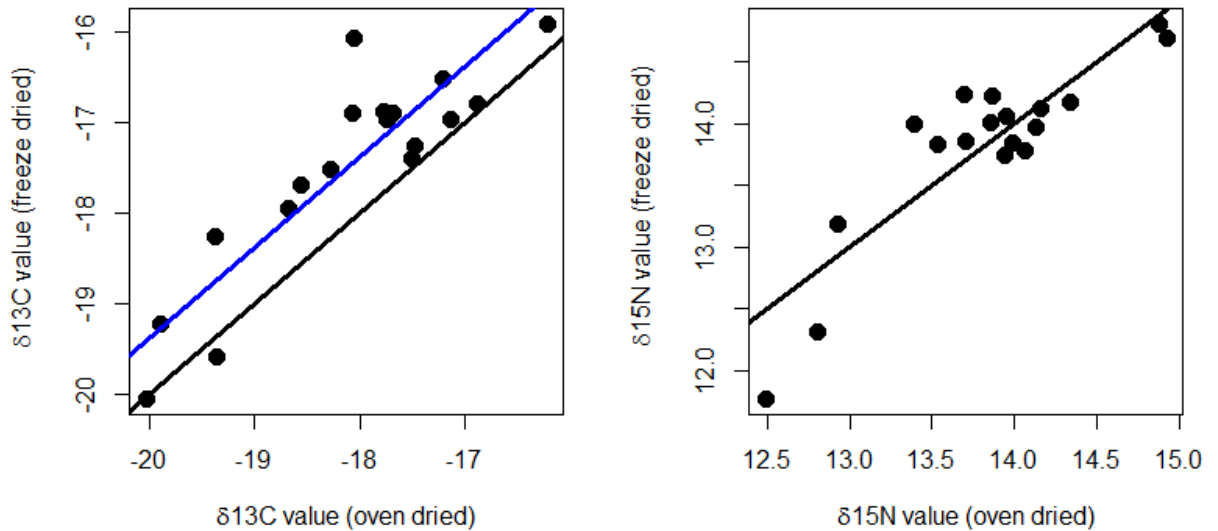 δ13C value (freeze dried)
-16
-17
-18
-19
-20
-20 -19 -18 -17
δ13C value (oven dried)
δ15N value (freeze dried)
14.0
13.0
12.0
12.5 13.0 13.5 14.0 14.5 15.0
δ15N value (oven dried)